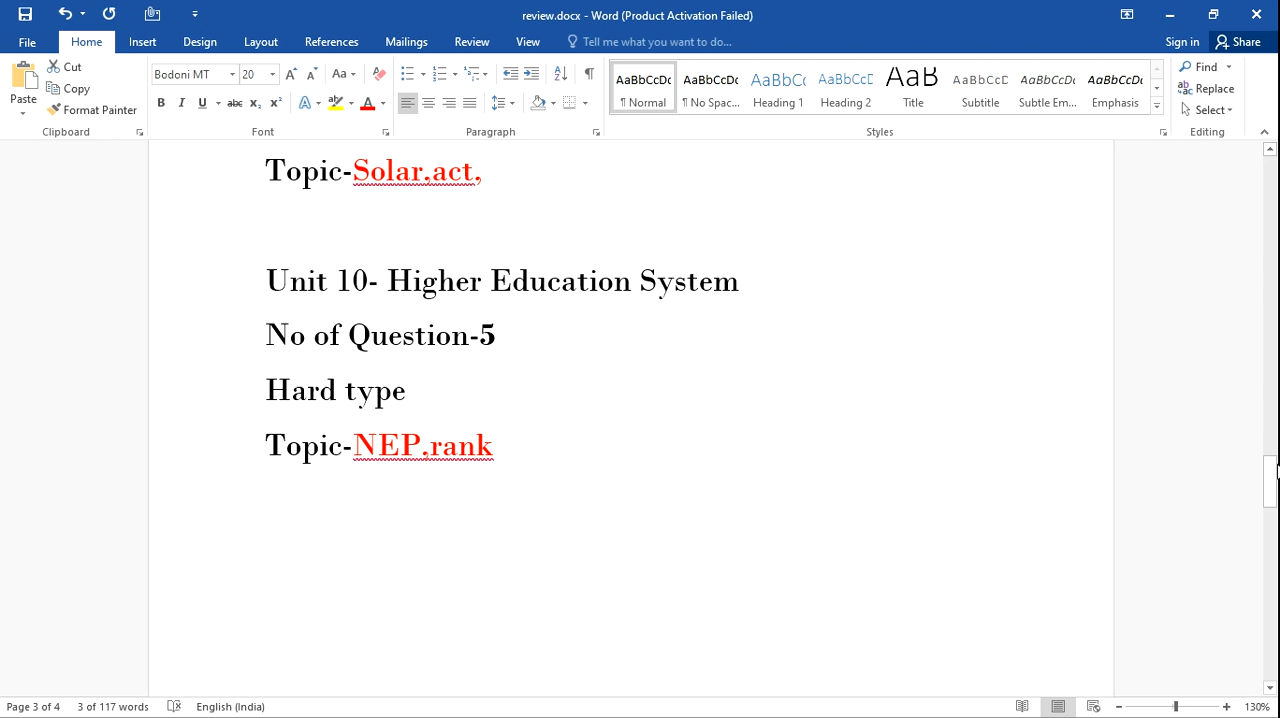 review.docx - Word (Product Activation Failed)
File Home Insert Design Layout References Mailings Review View Tell me what you want to do... Sign in Share
Paste Cut Copy Format Painter Clipboard
Bodoni MT 20 Aa
B I U abc x₂ x² A A Font
Paragraph
AaBbCcDc AaBbCcDc AaBbCc AaBbCcD AaB AaBbCcD AaBbCcDc AaBbCcDc
¶ Normal ¶ No Spac... Heading 1 Heading 2 Title Subtitle Subtle Em... Emphasis
Styles
Find Replace Select Editing
Topic-Solar,act,
Unit 10- Higher Education System
No of Question-5
Hard type
Topic-NEP,rank
Page 3 of 4 3 of 117 words English (India) 130%